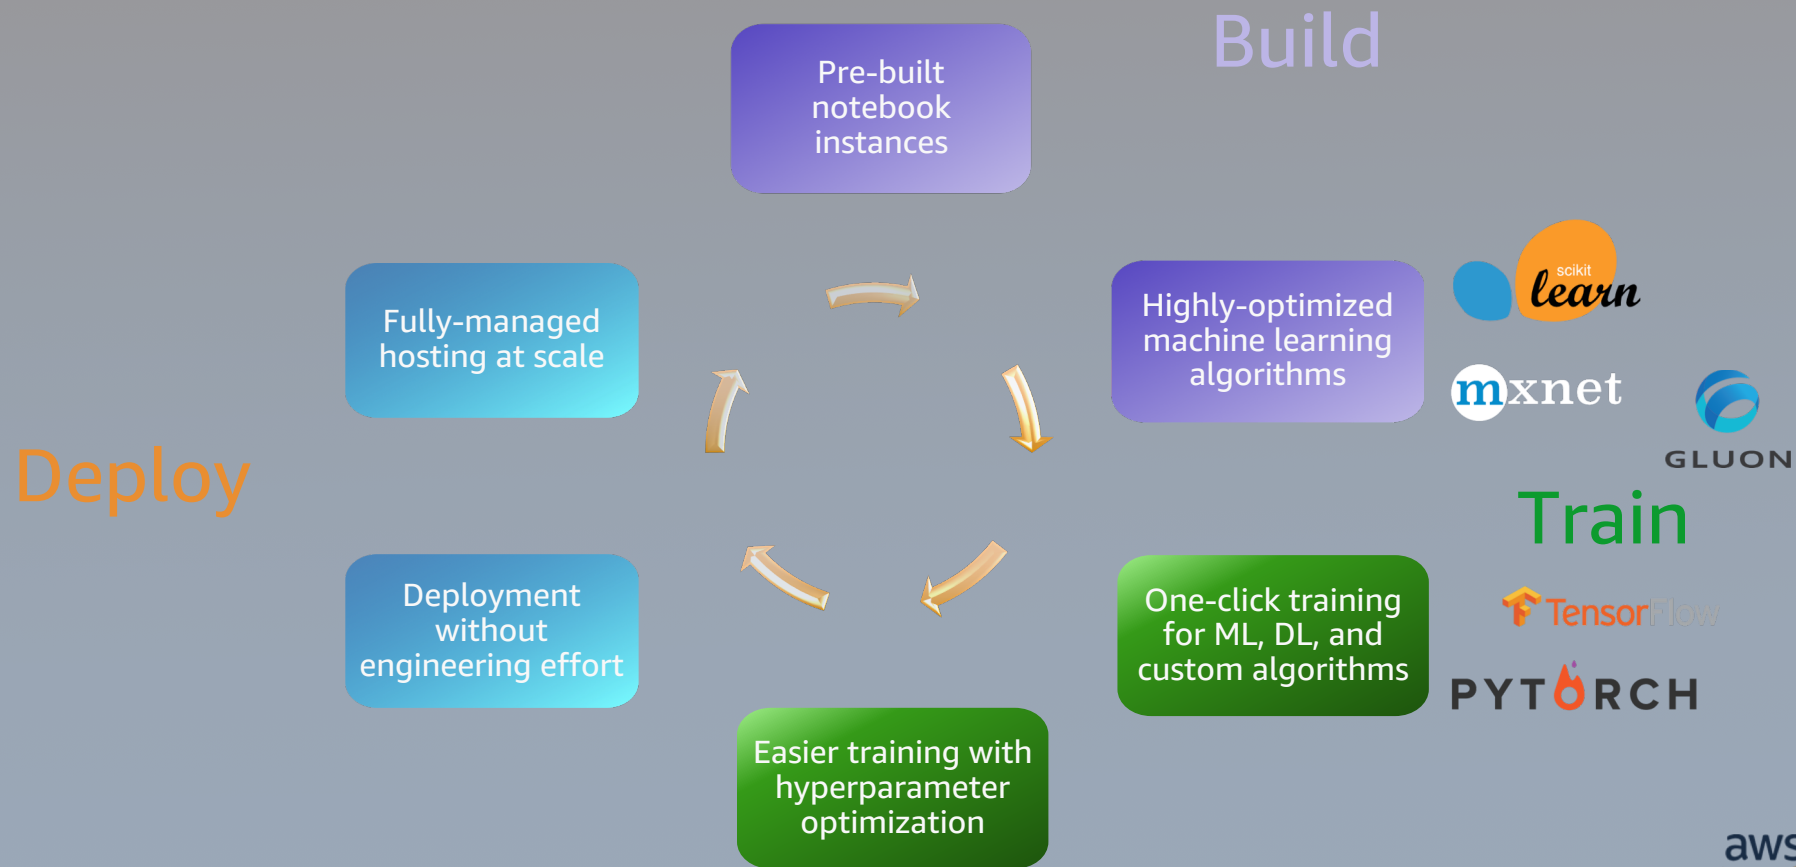 Build
Pre-built
notebook
instances
Highly-optimized
machine learning
algorithms
scikit
learn
mxnet
GLUON
Train
One-click training
for ML, DL, and
custom algorithms
TensorFlow
PYTORCH
Easier training with
hyperparameter
optimization
Deployment
without
engineering effort
Deploy
Fully-managed
hosting at scale
aws